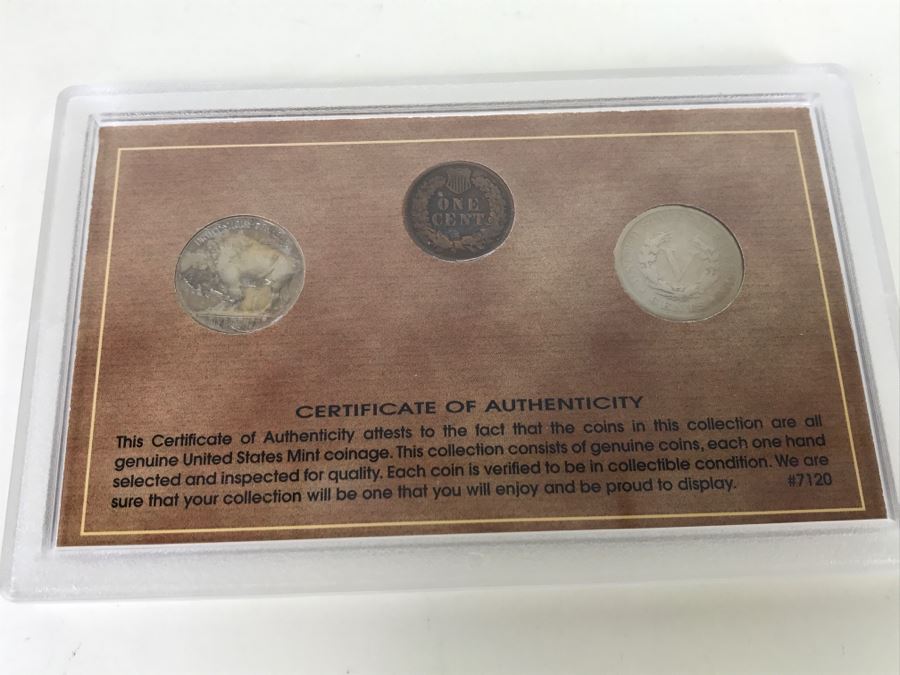 ONE
CENT
V
CERTIFICATE OF AUTHENTICITY
This Certificate of Authenticity attests to the fact that the coins in this collection are all
genuine United States Mint coinage. This collection consists of genuine coins, each one hand
selected and inspected for quality. Each coin is verified to be in collectible condition. We are
sure that your collection will be one that you will enjoy and be proud to display. #7120